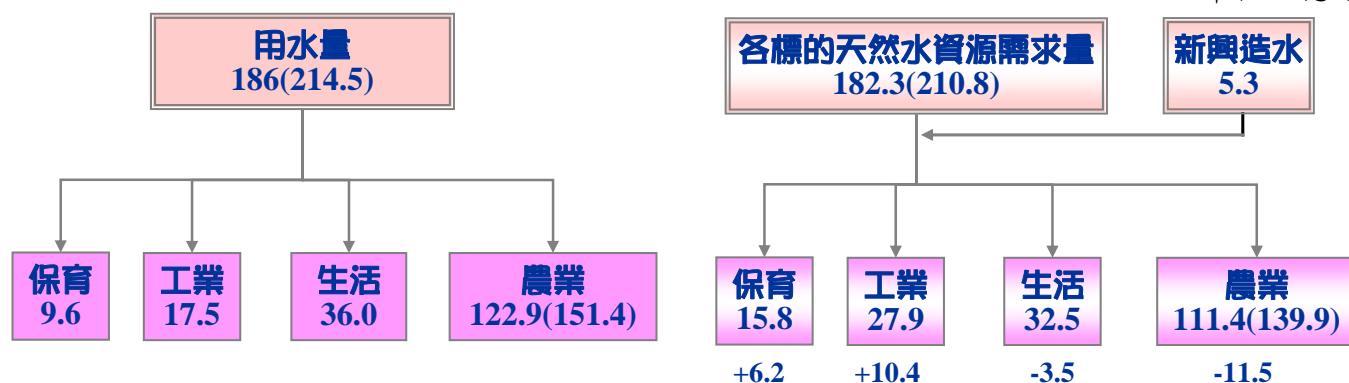 用水量
186(214.5)
保育
9.6
工業
17.5
生活
36.0
農業
122.9(151.4)
各標的天然水資源需求量
182.3(210.8)
新興造水
5.3
保育
15.8
工業
27.9
生活
32.5
農業
111.4(139.9)
+6.2
+10.4
-3.5
-11.5